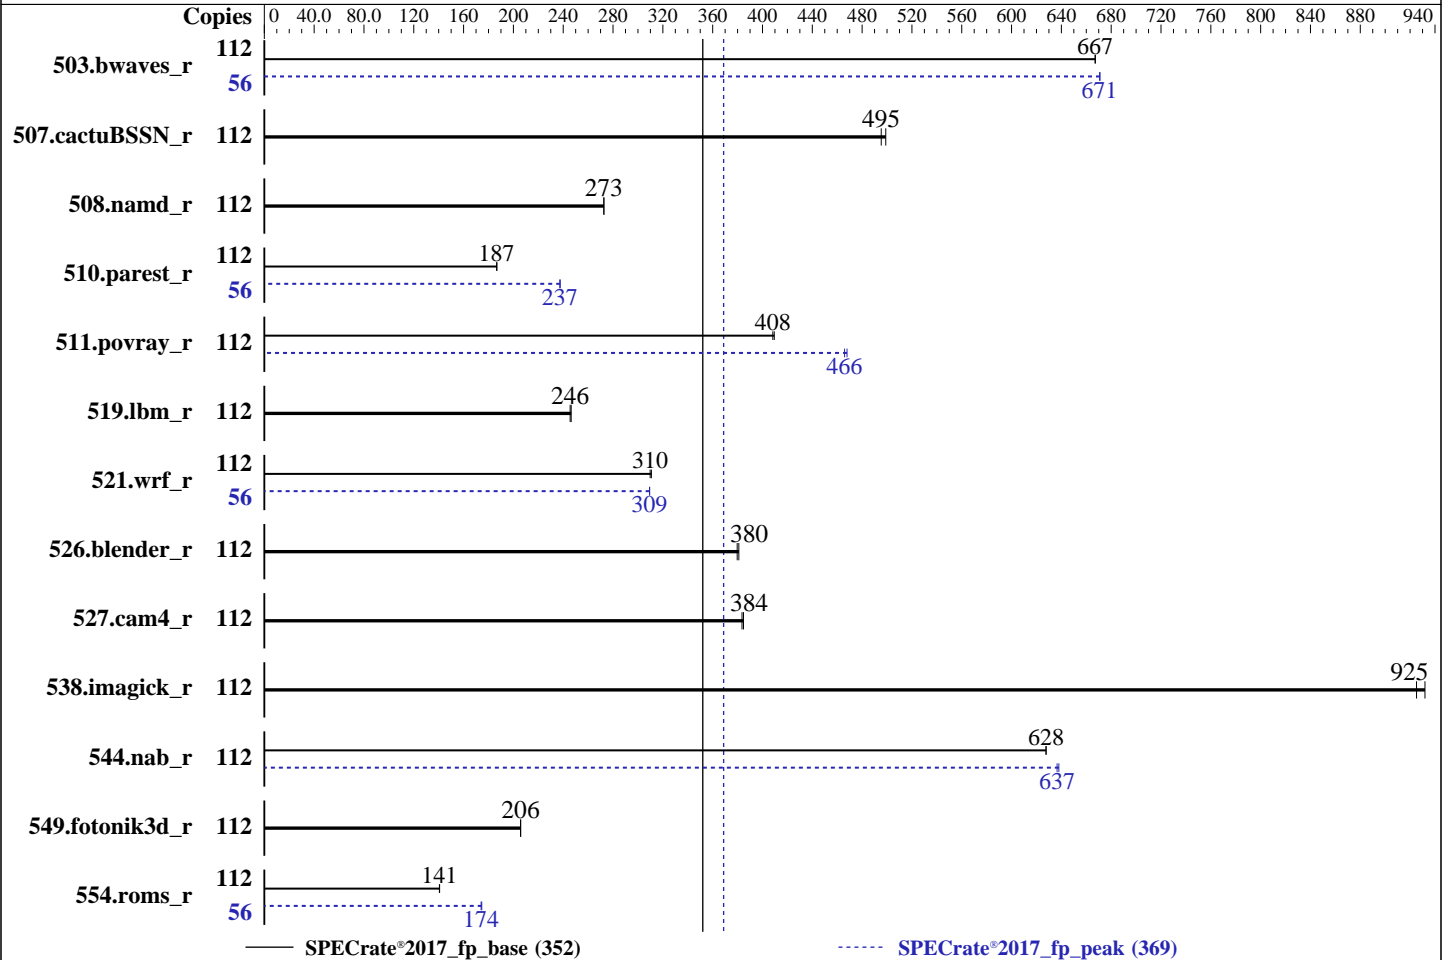 Copies 0 40.0 80.0 120 160 200 240 280 320 360 400 440 480 520 560 600 640 680 720 760 800 840 880 940
503.bwaves_r 112 667
56 671
507.cactuBSSN_r 112 495
508.namd_r 112 273
510.parest_r 112 187
56 237
511.povray_r 112 408
466
519.lbm_r 112 246
521.wrf_r 112 310
56 309
526.blender_r 112 380
527.cam4_r 112 384
538.imagick_r 112 925
544.nab_r 112 628
637
549.fotonik3d_r 112 206
554.roms_r 112 141
56 174
SPECrate®2017_fp_base (352) SPECrate®2017_fp_peak (369)